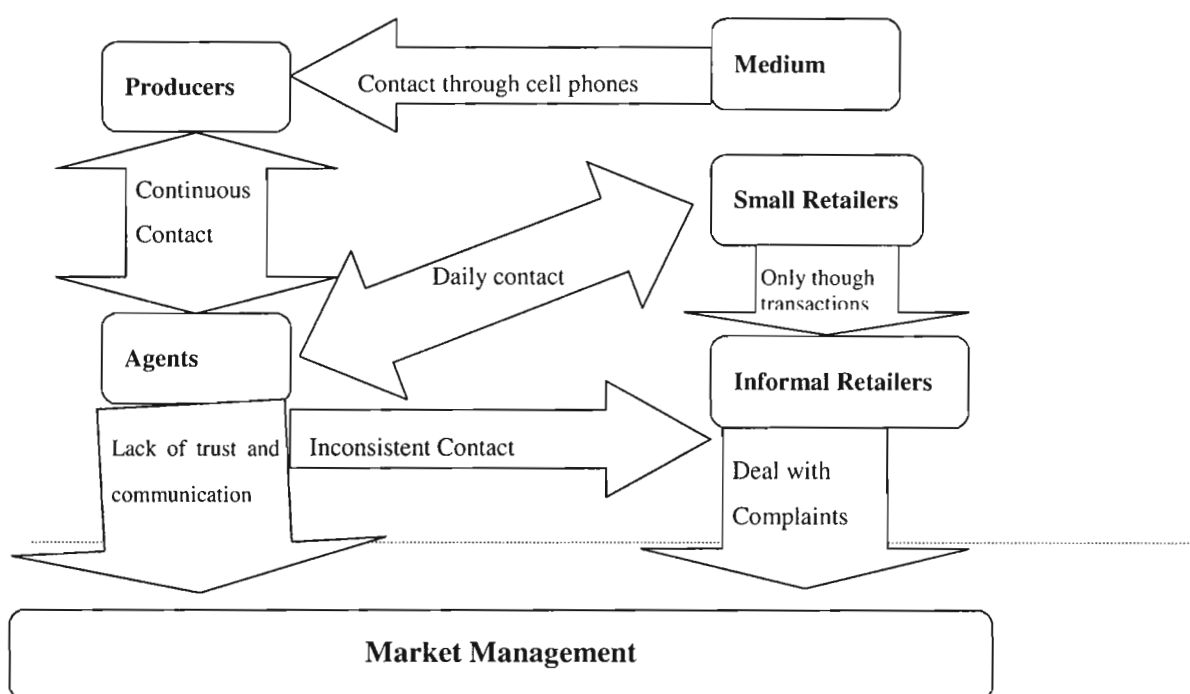 Producers
Contact through cell phones
Medium
Continuous
Contact
Small Retailers
Daily contact
Only though
transactions
Agents
Informal Retailers
Lack of trust and
communication
Inconsistent Contact
Deal with
Complaints
Market Management